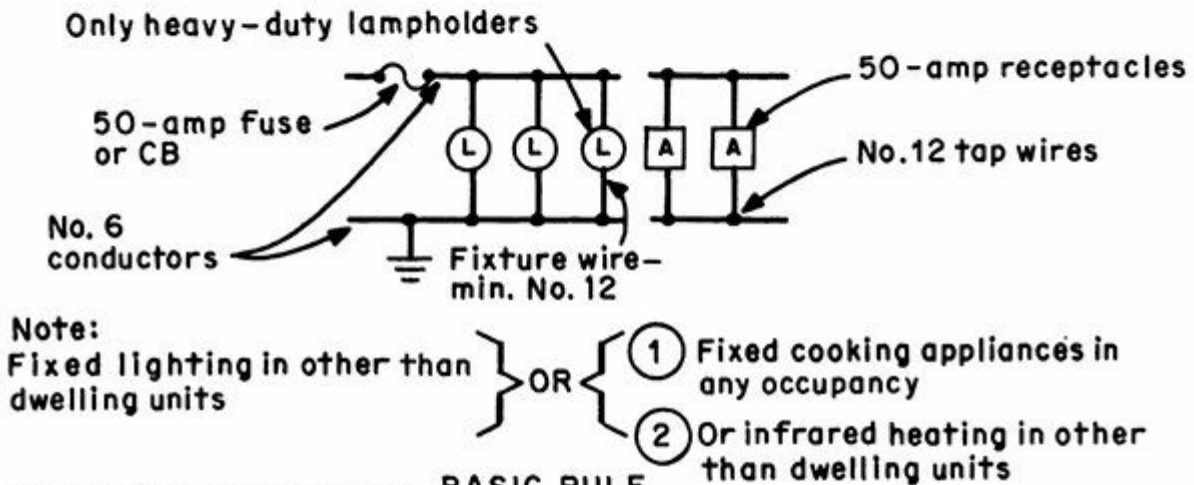 Only heavy-duty lampholders
50-amp receptacles
50-amp fuse
or CB
L L L A A
No.12 tap wires
No. 6
conductors
Fixture wire-
min. No. 12
Note:
Fixed lighting in other than
dwelling units
OR
1 Fixed cooking appliances in
any occupancy
2 Or infrared heating in other
than dwelling units
BASIC RULE